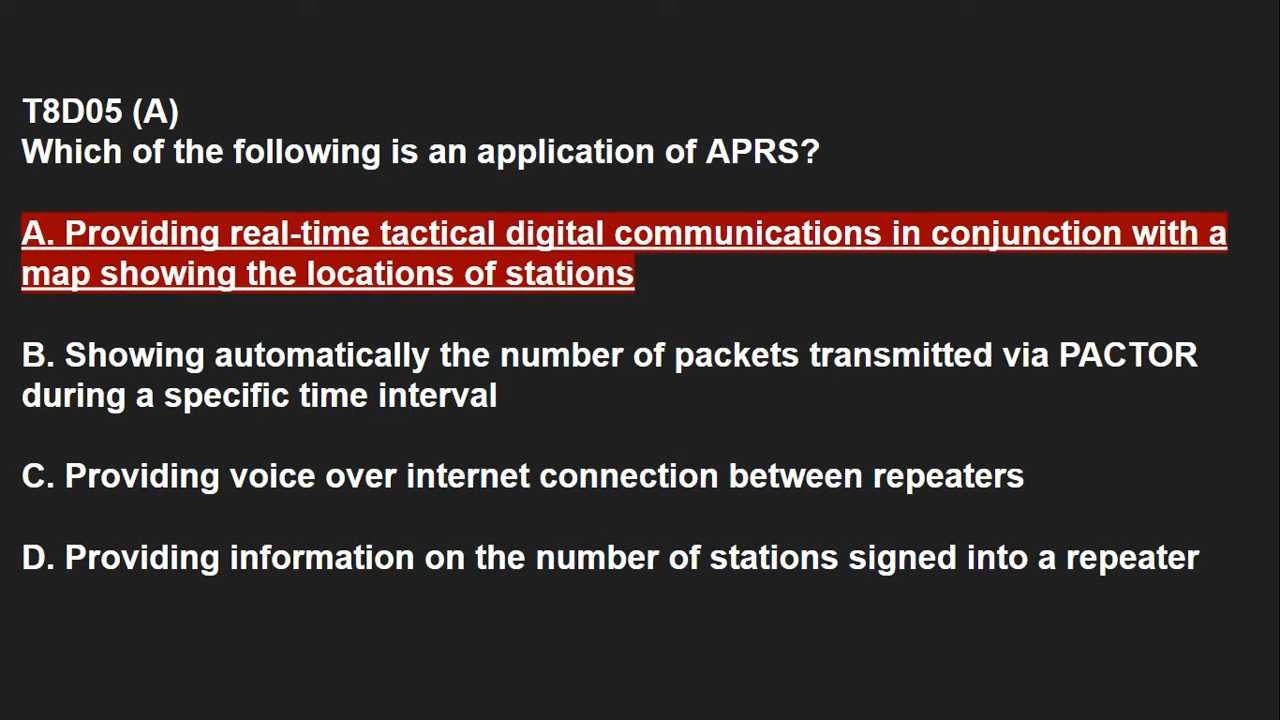 T8D05 (A)
Which of the following is an application of APRS?
A. Providing real-time tactical digital communications in conjunction with a
map showing the locations of stations
B. Showing automatically the number of packets transmitted via PACTOR
during a specific time interval
C. Providing voice over internet connection between repeaters
D. Providing information on the number of stations signed into a repeater